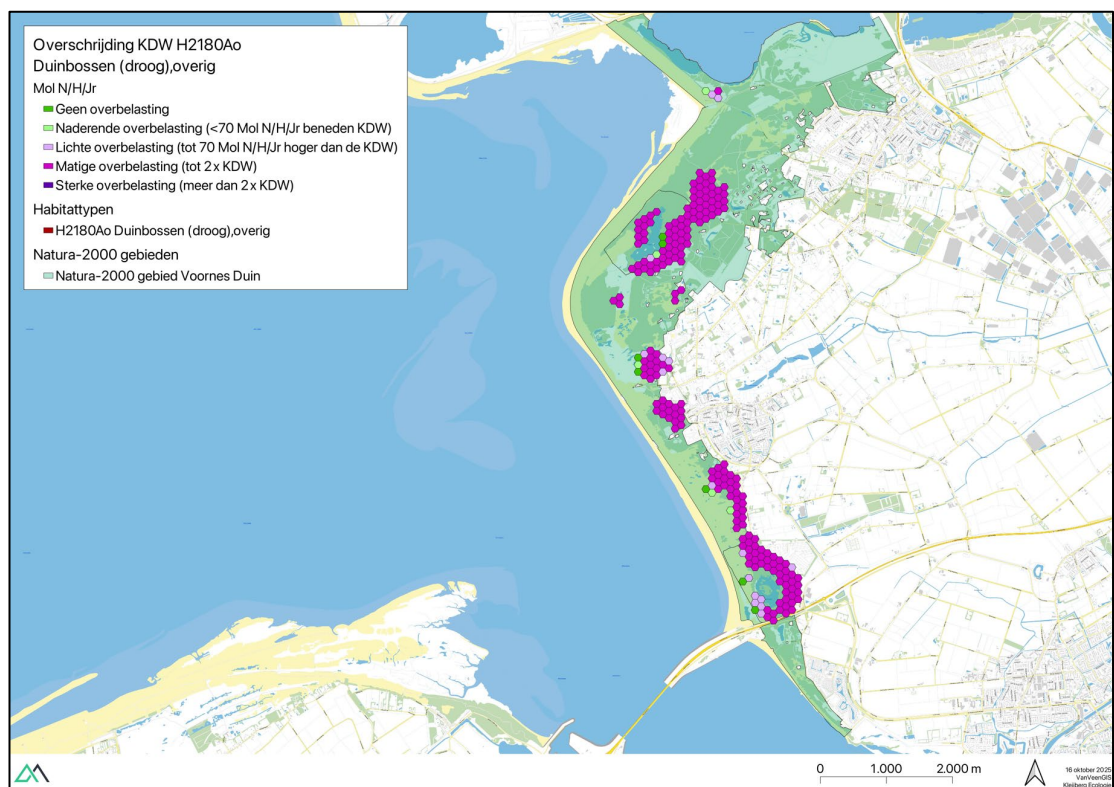 Overschrijding KDW H2180Ao
Duinbossen (droog),overig
Mol N/H/Jr
Geen overbelasting
Naderende overbelasting (<70 Mol N/H/Jr beneden KDW)
Lichte overbelasting (tot 70 Mol N/H/Jr hoger dan de KDW)
Matige overbelasting (tot 2x KDW)
Sterke overbelasting (meer dan 2x KDW)
Habitattypen
H2180Ao Duinbossen (droog),overig
Natura-2000 gebieden
Natura-2000 gebied Voornes Duin
0 1.000 2.000 m
16 oktober 2025
VanVeenGIS
Kleijberg Ecologie